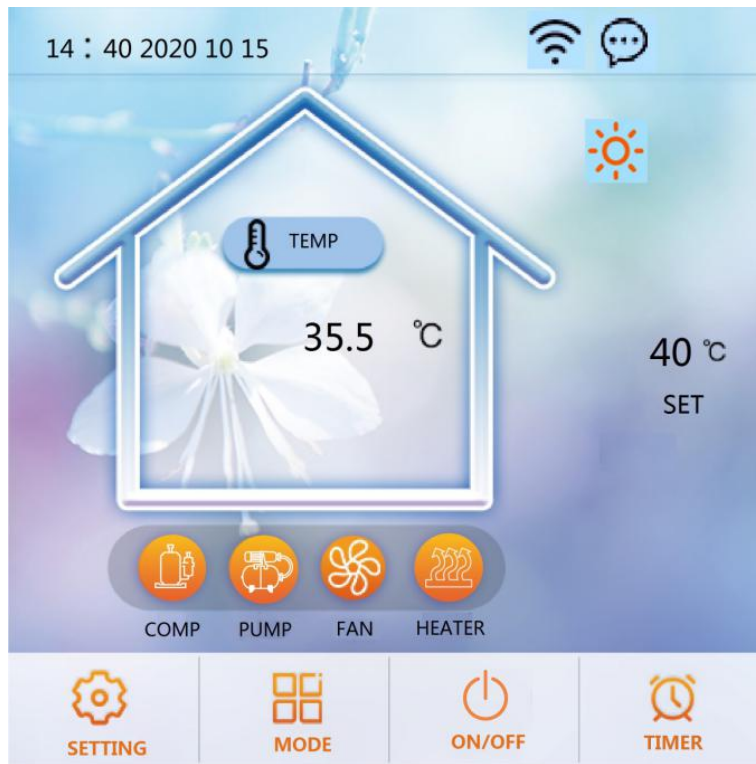 14：40 2020 10 15
TEMP
35.5 ℃
40 ℃
SET
COMP PUMP FAN HEATER
SETTING MODE ON/OFF TIMER